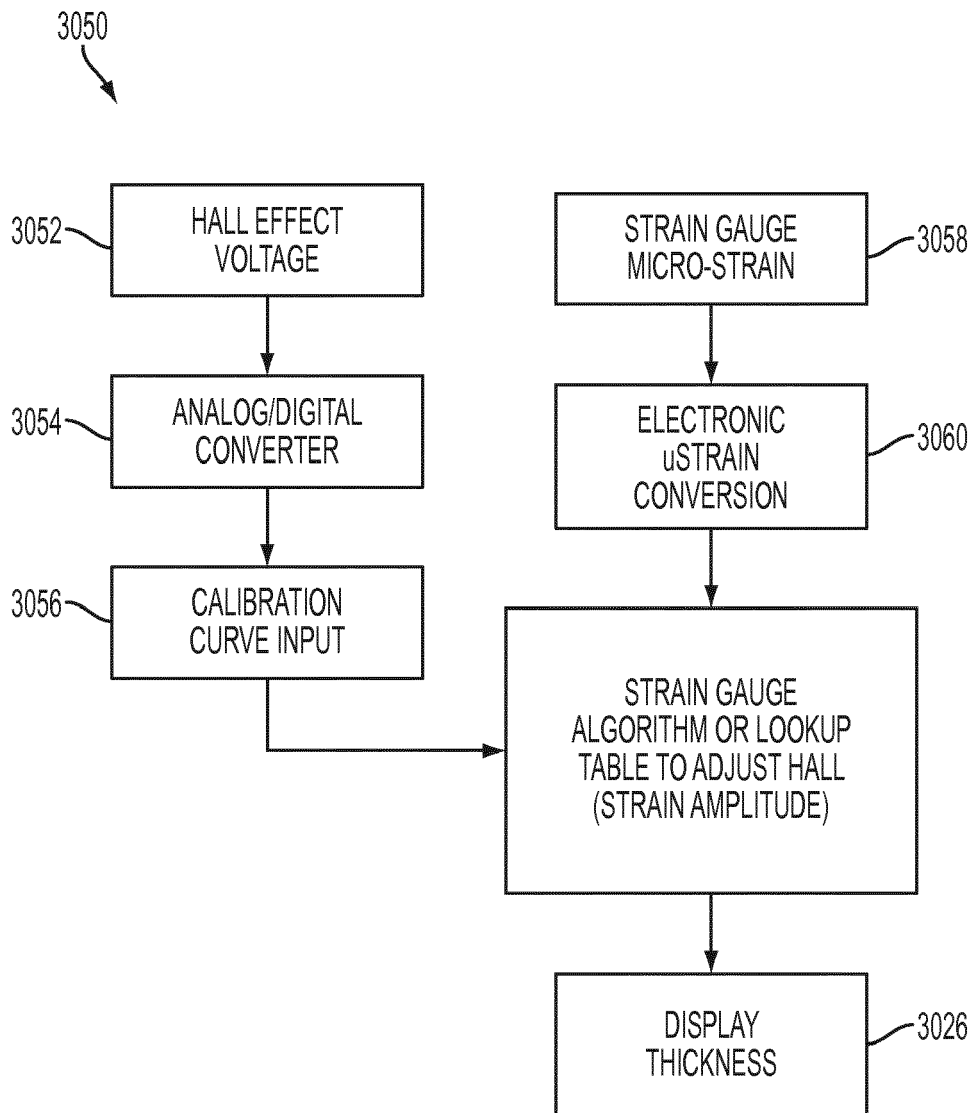 3050
3052
HALL EFFECT
VOLTAGE
3054
ANALOG/DIGITAL
CONVERTER
3056
CALIBRATION
CURVE INPUT
STRAIN GAUGE
MICRO-STRAIN
3058
ELECTRONIC
uSTRAIN
CONVERSION
3060
STRAIN GAUGE
ALGORITHM OR LOOKUP
TABLE TO ADJUST HALL
(STRAIN AMPLITUDE)
DISPLAY
THICKNESS
3026